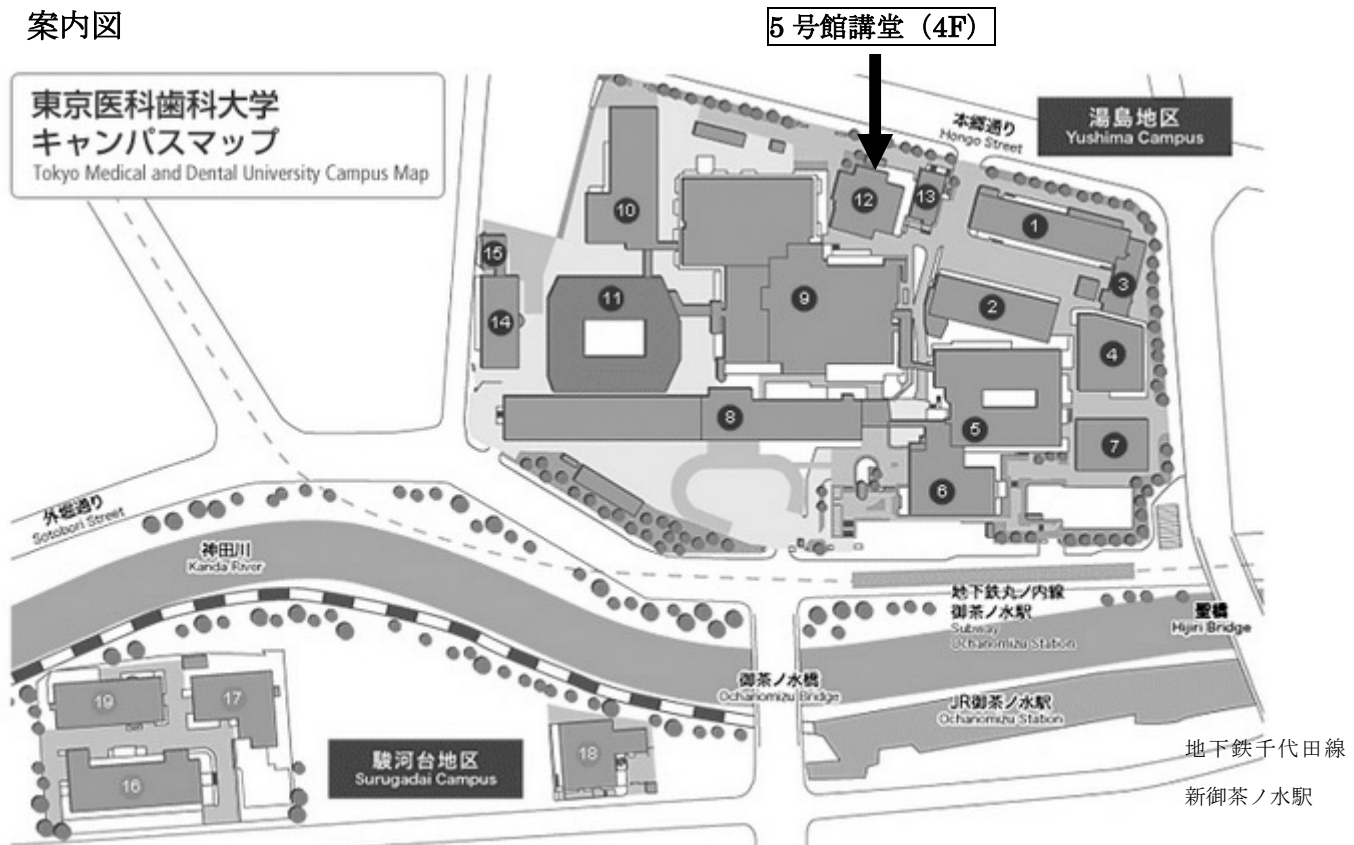 案内図
5 号館講堂（4F）
東京医科歯科大学
キャンパスマップ
Tokyo Medical and Dental University Campus Map
湯島地区
Yushima Campus
本郷通り
Hongo Street
10
12
13
1
15
11
9
2
3
14
4
8
5
7
6
外堀通り
Sotobori Street
神田川
Kanda River
地下鉄丸ノ内線
御茶ノ水駅
Subway
Ochanomizu Station
聖橋
Hijiri Bridge
御茶ノ水橋
Ochanomizu Bridge
JR御茶ノ水駅
Ochanomizu Station
19
17
18
16
駿河台地区
Surugadai Campus
地下鉄千代田線
新御茶ノ水駅